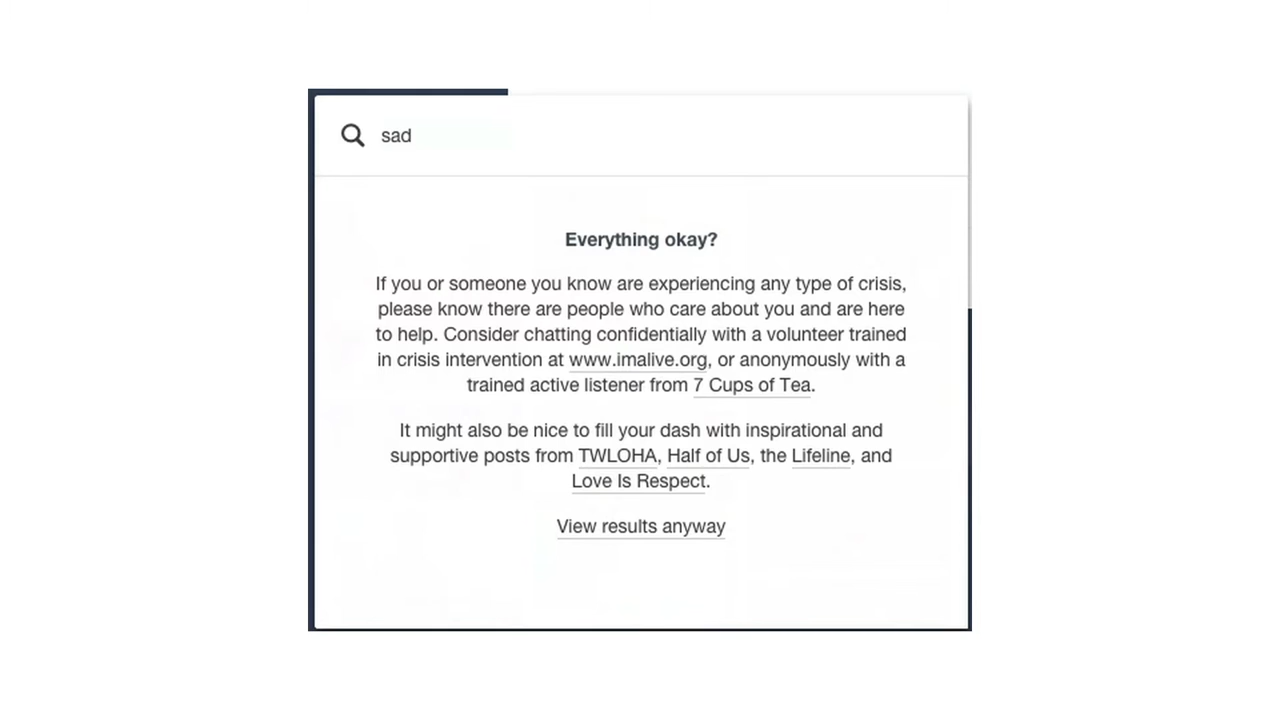 sad
Everything okay?
If you or someone you know are experiencing any type of crisis,
please know there are people who care about you and are here
to help. Consider chatting confidentially with a volunteer trained
in crisis intervention at www.imalive.org, or anonymously with a
trained active listener from 7 Cups of Tea.
It might also be nice to fill your dash with inspirational and
supportive posts from TWLOHA, Half of Us, the Lifeline, and
Love Is Respect.
View results anyway